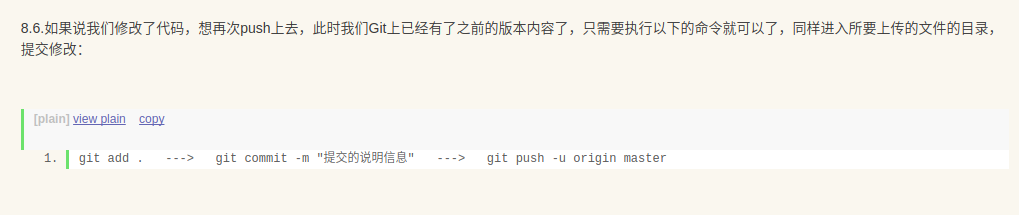 8.6.如果说我们修改了代码，想再次push上去，此时我们Git上已经有了之前的版本内容了，只需要执行以下的命令就可以了，同样进入所要上传的文件的目录，
提交修改：
[plain] view plain copy
1. git add . ---> git commit -m "提交的说明信息" ---> git push -u origin master